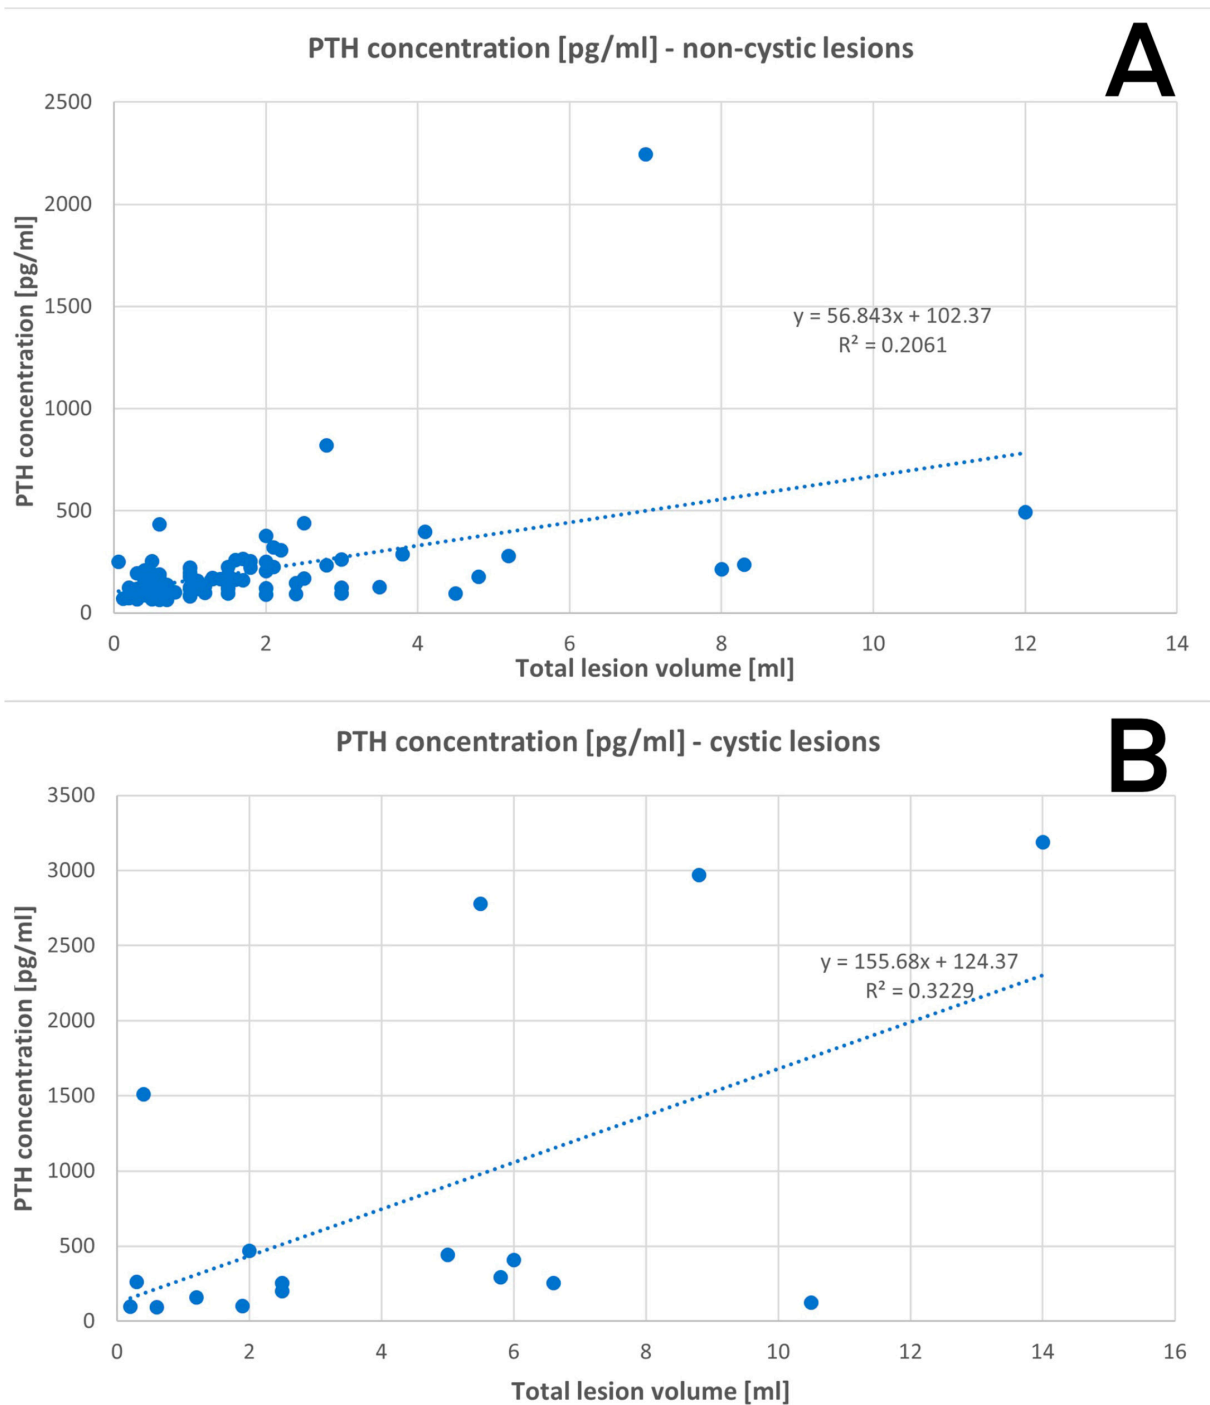 PTH concentration [pg/ml] - non-cystic lesions
A
2500
2000
1500
1000
500
0
PTH concentration [pg/ml]
y = 56.843x + 102.37
R² = 0.2061
0 2 4 6 8 10 12 14
Total lesion volume [ml]
PTH concentration [pg/ml] - cystic lesions
B
3500
3000
2500
2000
1500
1000
500
0
PTH concentration [pg/ml]
y = 155.68x + 124.37
R² = 0.3229
0 2 4 6 8 10 12 14 16
Total lesion volume [ml]